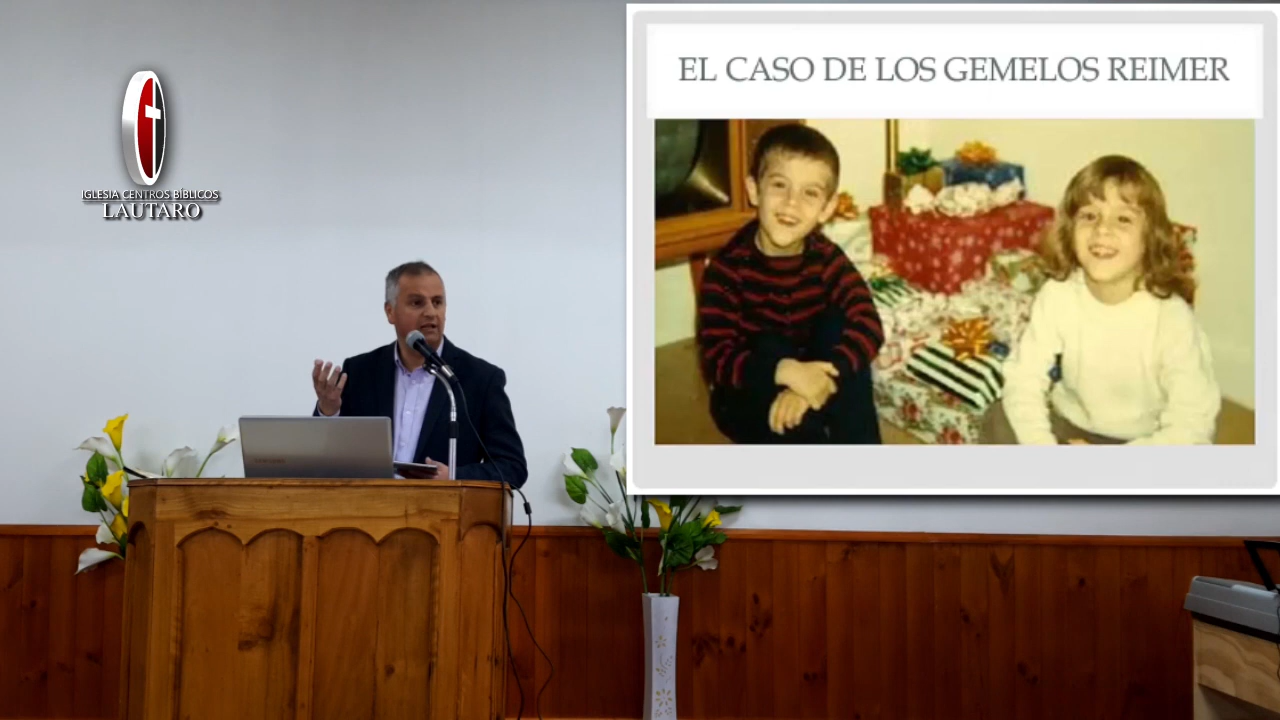 IGLESIA CENTROS BÍBLICOS
LAUTARO
EL CASO DE LOS GEMELOS REIMER